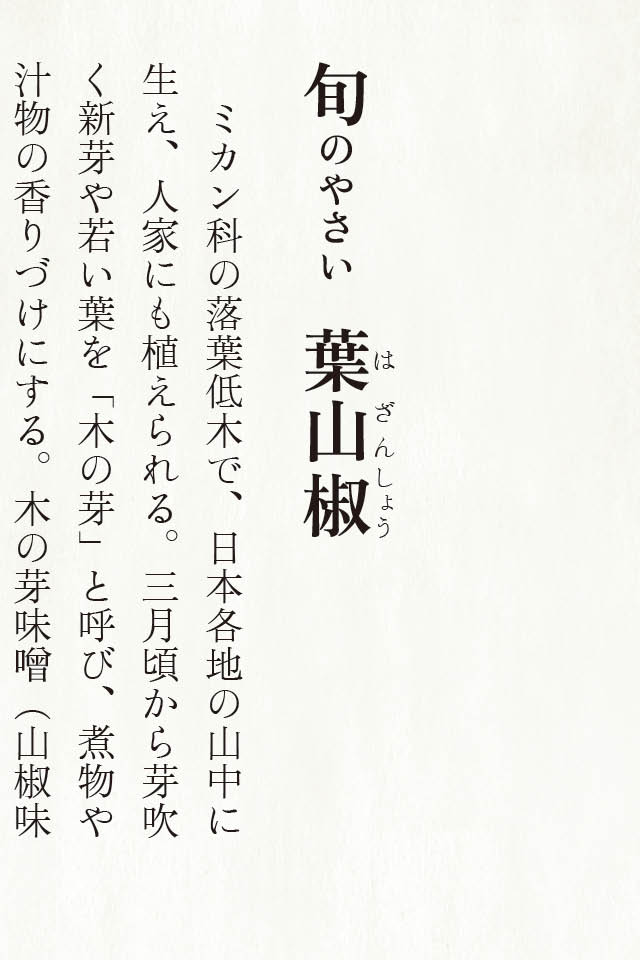 旬のやさい　葉山椒
はざんしょう
ミカン科の落葉低木で、日本各地の山中に
生え、人家にも植えられる。三月頃から芽吹
く新芽や若い葉を「木の芽」と呼び、煮物や
汁物の香りづけにする。木の芽味噌（山椒味